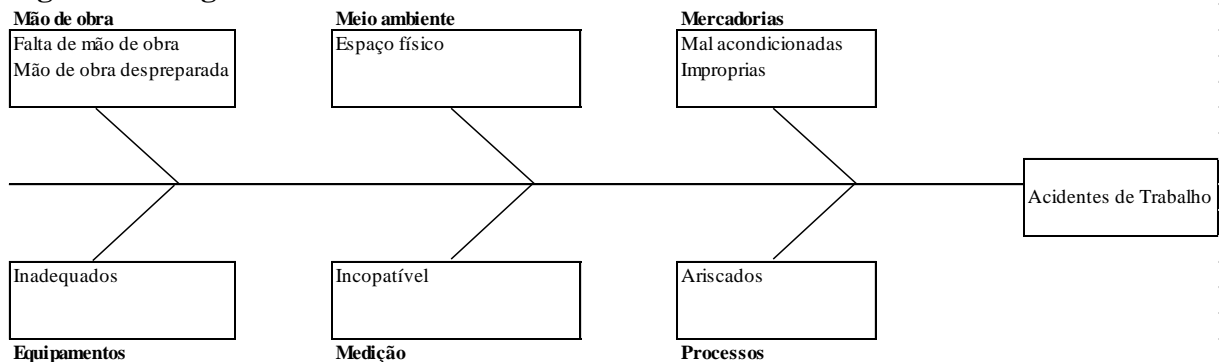 Mão de obra
Falta de mão de obra
Mão de obra despreparada
Meio ambiente
Espaço físico
Mercadorias
Mal acondicionadas
Improprias
Acidentes de Trabalho
Inadequados
Equipamentos
Incopatível
Medição
Ariscados
Processos